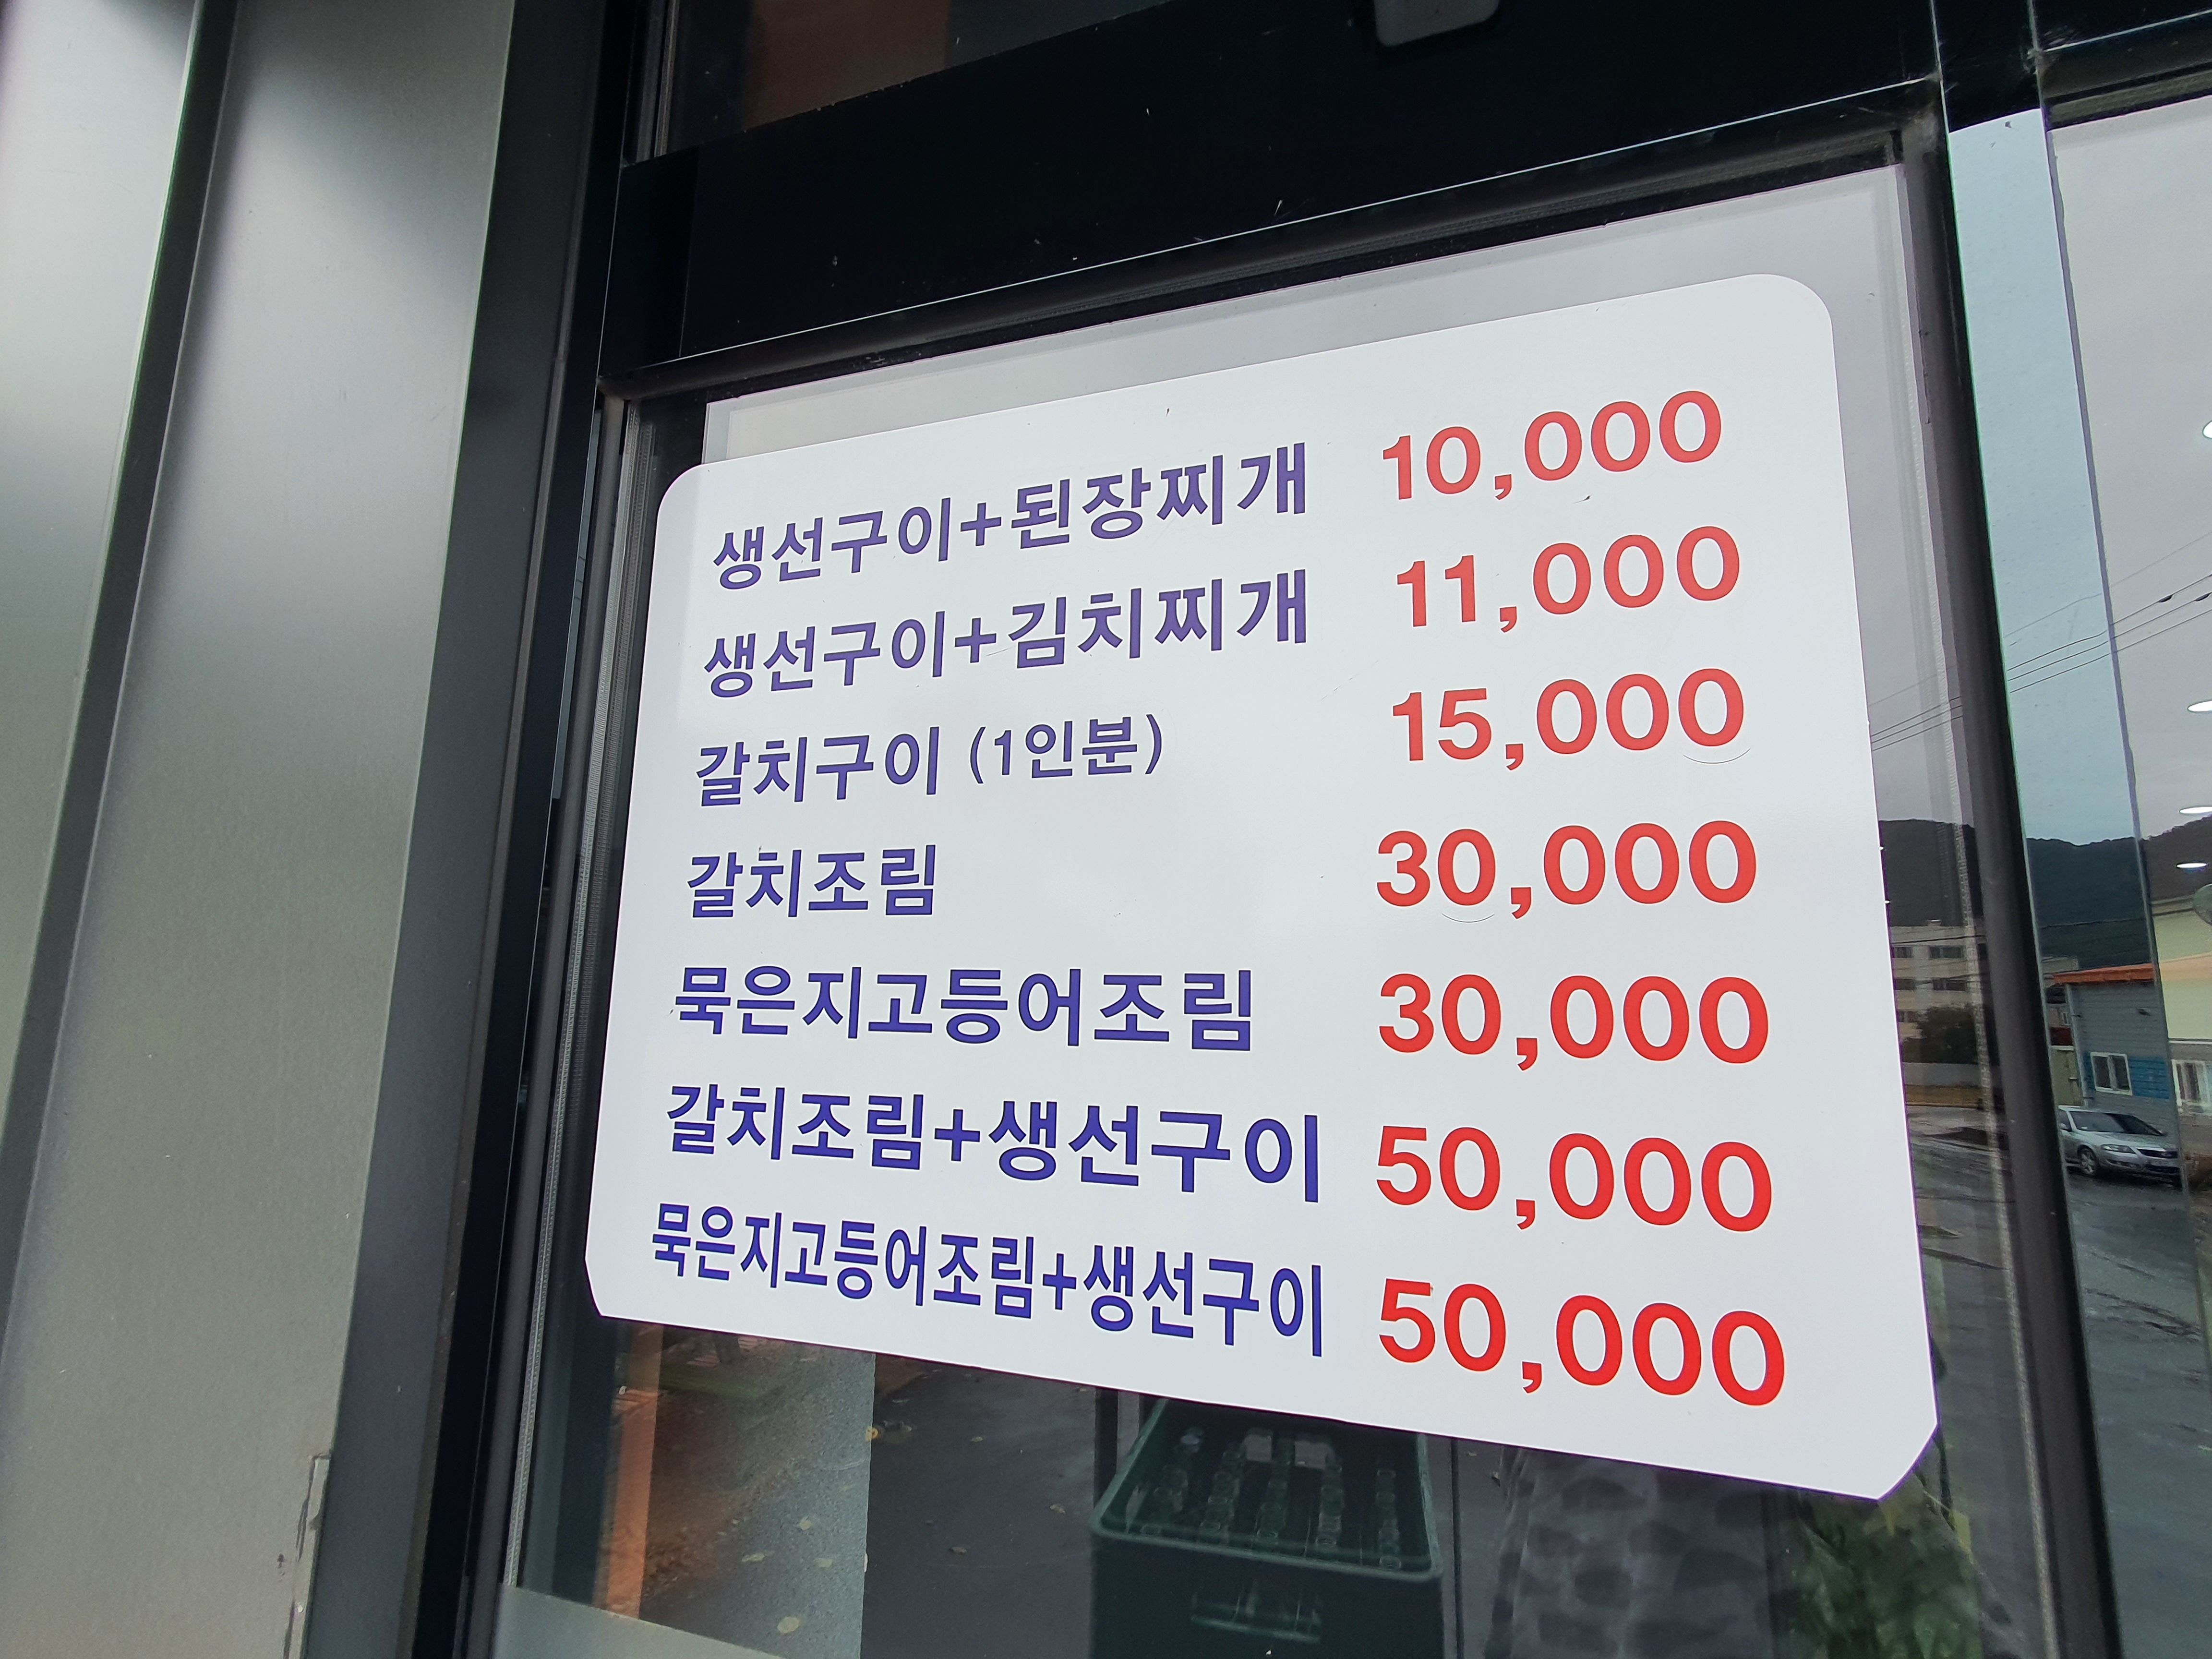 생선구이+된장찌개 10,000
생선구이+김치찌개 11,000
갈치구이 (1인분) 15,000
갈치조림 30,000
묵은지고등어조림 30,000
갈치조림+생선구이 50,000
묵은지고등어조림+생선구이 50,000